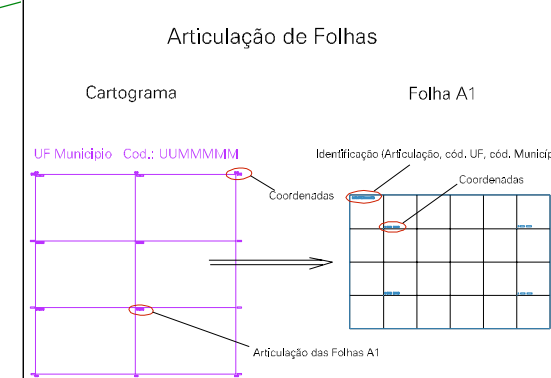 Articulação de Folhas
Cartograma
Folha A1
UF Municipio Cod.: UUMMMMM
Identificação (Articulação, cód. UF, cód. Municíp
Coordenadas
Coordenadas
Articulação das Folhas A1